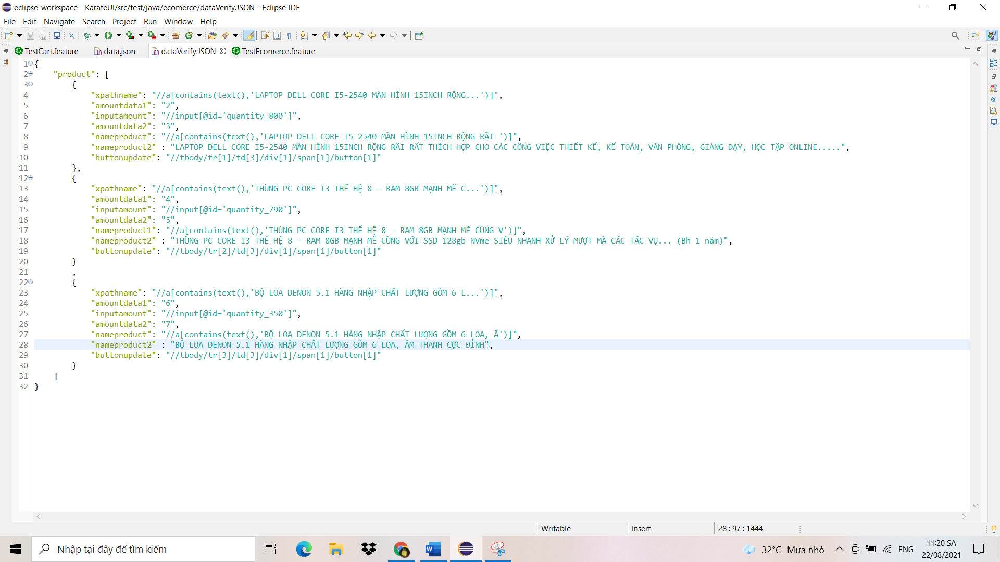 eclipse-workspace - KarateUI/src/test/java/ecomerce/dataVerify.JSON - Eclipse IDE
File Edit Navigate Search Project Run Window Help
TestCart.feature data.json dataVerify.JSON TestEcomerce.feature
1 {
2 "product": [
3 {
4 "xpathname": "//a[contains(text(),'LAPTOP DELL CORE I5-2540 MÀN HÌNH 15INCH RỘNG...')]",
5 "amountdata1": "2",
6 "inputamount": "//input[@id='quantity_800']",
7 "amountdata2": "3",
8 "nameproduct": "//a[contains(text(),'LAPTOP DELL CORE I5-2540 MÀN HÌNH 15INCH RỘNG RÃI ')]",
9 "nameproduct2" : "LAPTOP DELL CORE I5-2540 MÀN HÌNH 15INCH RỘNG RÃI RẤT THÍCH HỢP CHO CÁC CÔNG VIỆC THIẾT KẾ, KẾ TOÁN, VĂN PHÒNG, GIẢNG DẠY, HỌC TẬP ONLINE.....",
10 "buttonupdate": "//tbody/tr[1]/td[3]/div[1]/span[1]/button[1]"
11 },
12 {
13 "xpathname": "//a[contains(text(),'THÙNG PC CORE I3 THẾ HỆ 8 - RAM 8GB MẠNH MẼ C...')]",
14 "amountdata1": "4",
15 "inputamount": "//input[@id='quantity_790']",
16 "amountdata2": "5",
17 "nameproduct1": "//a[contains(text(),'THÙNG PC CORE I3 THẾ HỆ 8 - RAM 8GB MẠNH MẼ CÙNG V')]",
18 "nameproduct2" : "THÙNG PC CORE I3 THẾ HỆ 8 - RAM 8GB MẠNH MẼ CÙNG VỚI SSD 128gb NVme SIÊU NHANH XỬ LÝ MƯỢT MÀ CÁC TÁC VỤ... (Bh 1 năm)",
19 "buttonupdate": "//tbody/tr[2]/td[3]/div[1]/span[1]/button[1]"
20 }
21 ,
22 {
23 "xpathname": "//a[contains(text(),'BỘ LOA DENON 5.1 HÀNG NHẬP CHẤT LƯỢNG GỒM 6 L...')]",
24 "amountdata1": "6",
25 "inputamount": "//input[@id='quantity_350']",
26 "amountdata2": "7",
27 "nameproduct": "//a[contains(text(),'BỘ LOA DENON 5.1 HÀNG NHẬP CHẤT LƯỢNG GỒM 6 LOA, Â')]",
28 "nameproduct2" : "BỘ LOA DENON 5.1 HÀNG NHẬP CHẤT LƯỢNG GỒM 6 LOA, ÂM THANH CỰC ĐỈNH",
29 "buttonupdate": "//tbody/tr[3]/td[3]/div[1]/span[1]/button[1]"
30 }
31 ]
32 }
Writable Insert 28 : 97 : 1444
Nhập tại đây để tìm kiếm 32°C Mưa nhỏ ENG 11:20 SA
22/08/2021